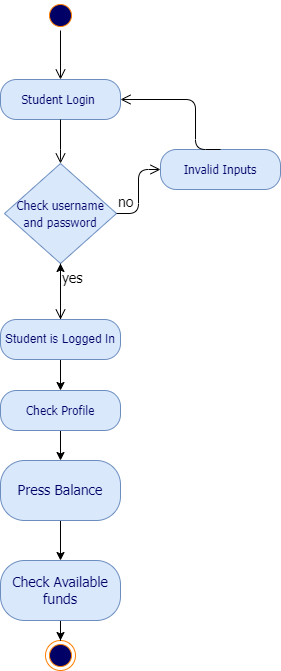 Student Login
Check username
and password
no
Invalid Inputs
yes
Student is Logged In
Check Profile
Press Balance
Check Available
funds